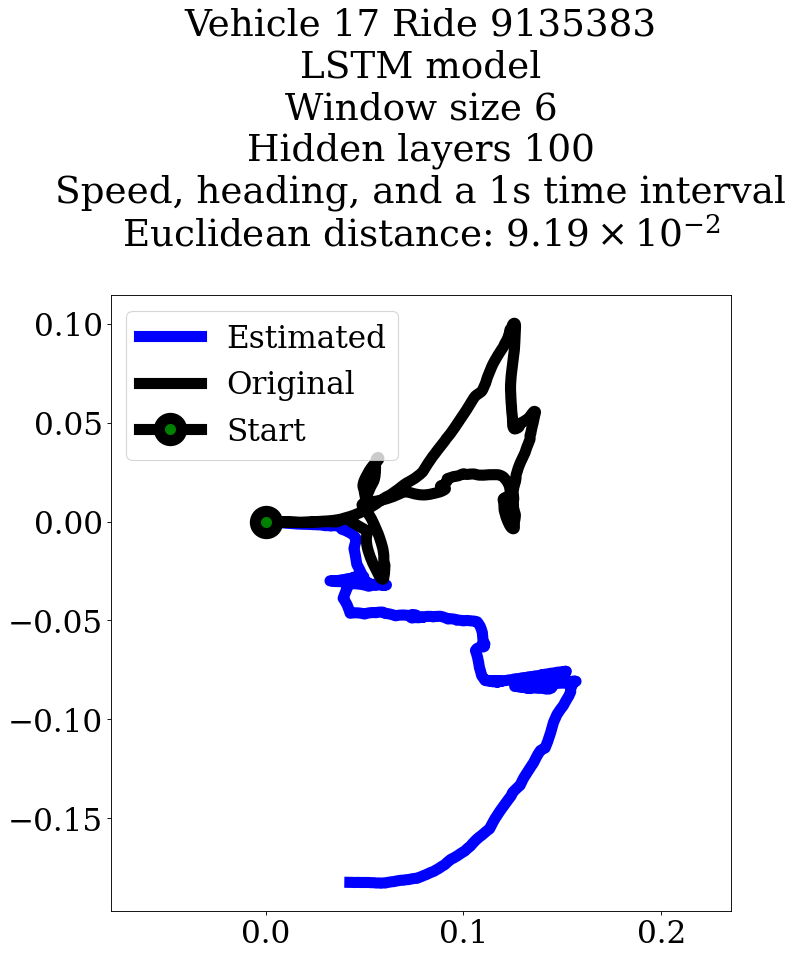 Vehicle 17 Ride 9135383
LSTM model
Window size 6
Hidden layers 100
Speed, heading, and a 1s time interval
Euclidean distance: 9.19 × 10⁻²
Estimated
Original
Start
0.10
0.05
0.00
−0.05
−0.10
−0.15
0.0 0.1 0.2